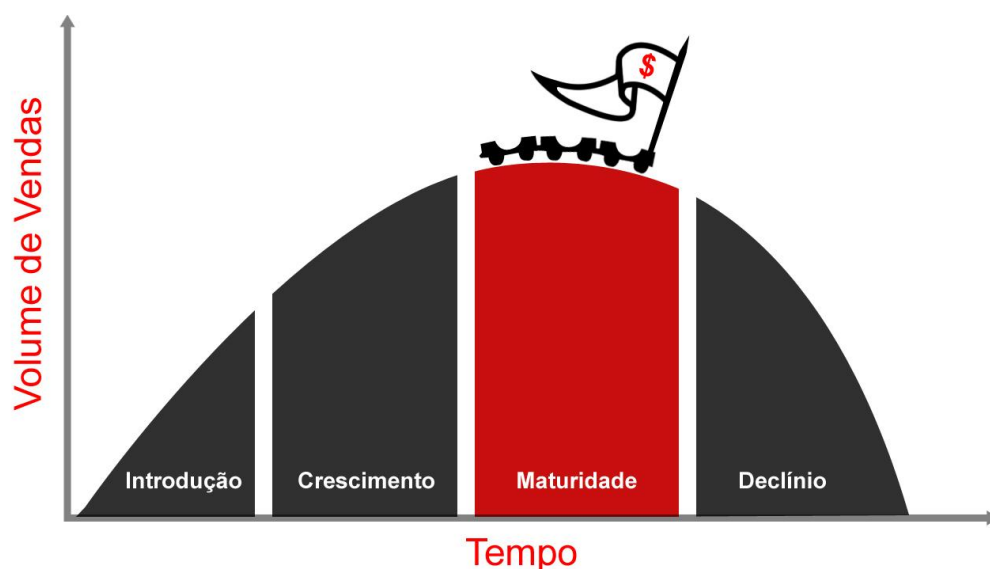 Volume de Vendas
$
Introdução
Crescimento
Maturidade
Declínio
Tempo